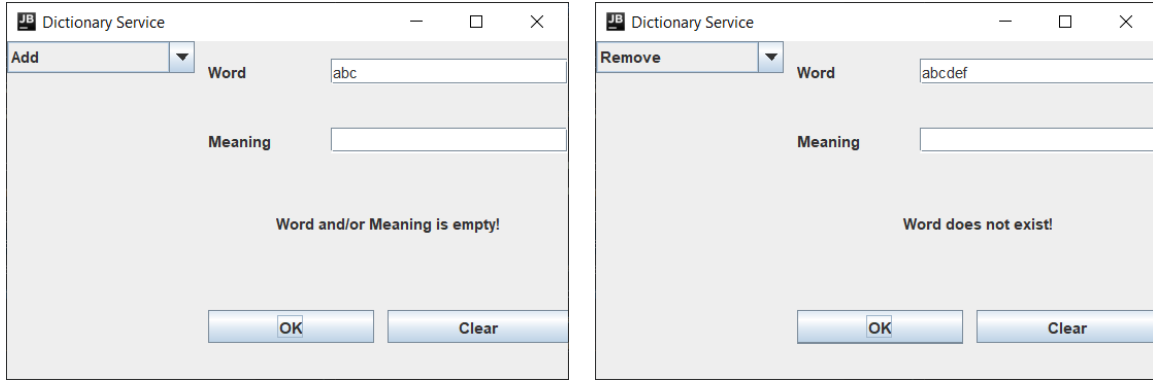 JB Dictionary Service
Add
Word abc
Meaning
Word and/or Meaning is empty!
OK Clear
JB Dictionary Service
Remove
Word abcdef
Meaning
Word does not exist!
OK Clear